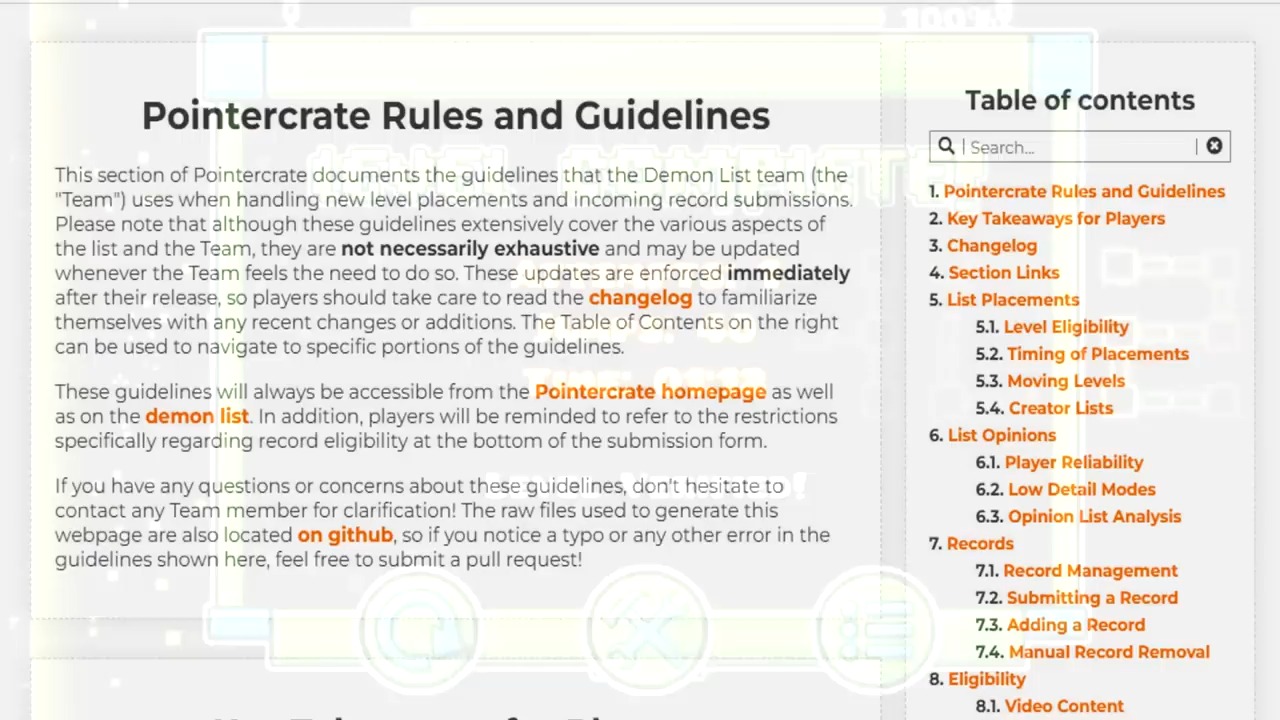 100%
Pointercrate Rules and Guidelines
This section of Pointercrate documents the guidelines that the Demon List team (the
"Team") uses when handling new level placements and incoming record submissions.
Please note that although these guidelines extensively cover the various aspects of
the list and the Team, they are not necessarily exhaustive and may be updated
whenever the Team feels the need to do so. These updates are enforced immediately
after their release, so players should take care to read the changelog to familiarize
themselves with any recent changes or additions. The Table of Contents on the right
can be used to navigate to specific portions of the guidelines.
These guidelines will always be accessible from the Pointercrate homepage as well
as on the demon list. In addition, players will be reminded to refer to the restrictions
specifically regarding record eligibility at the bottom of the submission form.
If you have any questions or concerns about these guidelines, don't hesitate to
contact any Team member for clarification! The raw files used to generate this
webpage are also located on github, so if you notice a typo or any other error in the
guidelines shown here, feel free to submit a pull request!
Table of contents
Search...
1. Pointercrate Rules and Guidelines
2. Key Takeaways for Players
3. Changelog
4. Section Links
5. List Placements
5.1. Level Eligibility
5.2. Timing of Placements
5.3. Moving Levels
5.4. Creator Lists
6. List Opinions
6.1. Player Reliability
6.2. Low Detail Modes
6.3. Opinion List Analysis
7. Records
7.1. Record Management
7.2. Submitting a Record
7.3. Adding a Record
7.4. Manual Record Removal
8. Eligibility
8.1. Video Content